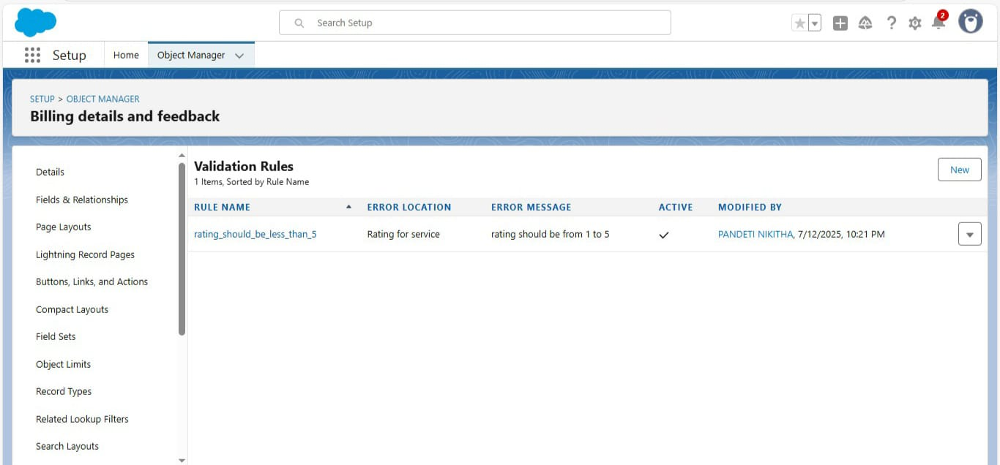 Search Setup
2
Setup
Home
Object Manager
SETUP > OBJECT MANAGER
Billing details and feedback
Details
Fields & Relationships
Page Layouts
Lightning Record Pages
Buttons, Links, and Actions
Compact Layouts
Field Sets
Object Limits
Record Types
Related Lookup Filters
Search Layouts
Validation Rules
1 Items, Sorted by Rule Name
New
RULE NAME ERROR LOCATION ERROR MESSAGE ACTIVE MODIFIED BY
rating_should_be_less_than_5 Rating for service rating should be from 1 to 5 PANDETI NIKITHA, 7/12/2025, 10:21 PM